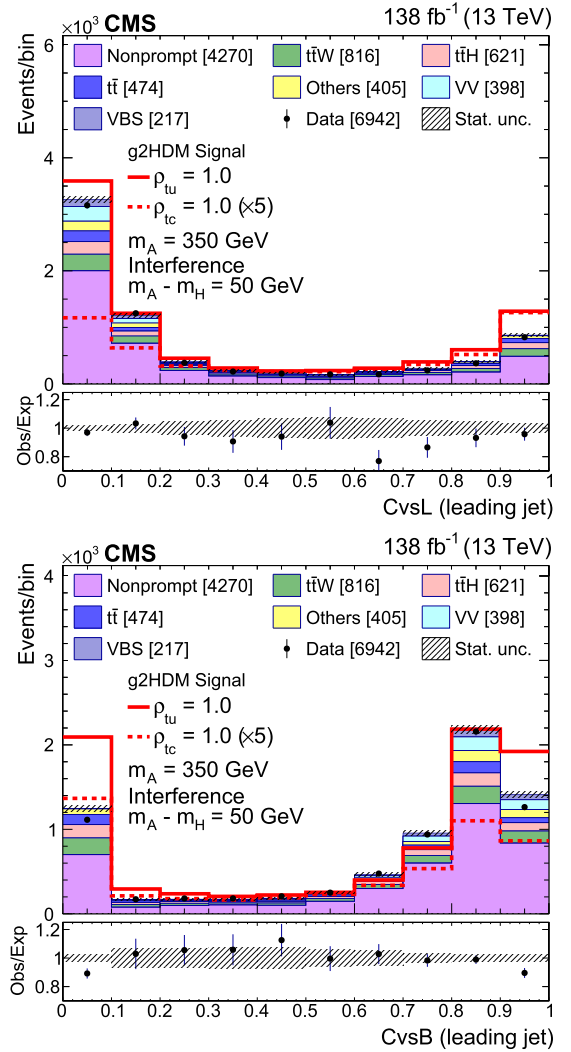 ×10³ CMS 138 fb⁻¹ (13 TeV)
Events/bin
6
4
2
0
Nonprompt [4270] tt̄W [816] tt̄H [621]
tt̄ [474] Others [405] VV [398]
VBS [217] Data [6942] Stat. unc.
g2HDM Signal
ρtu = 1.0
ρtc = 1.0 (×5)
mA = 350 GeV
Interference
mA - mH = 50 GeV
Obs/Exp
1.2
1
0.8
0 0.1 0.2 0.3 0.4 0.5 0.6 0.7 0.8 0.9 1
CvsL (leading jet)
×10³ CMS 138 fb⁻¹ (13 TeV)
Events/bin
4
3
2
1
0
Nonprompt [4270] tt̄W [816] tt̄H [621]
tt̄ [474] Others [405] VV [398]
VBS [217] Data [6942] Stat. unc.
g2HDM Signal
ρtu = 1.0
ρtc = 1.0 (×5)
mA = 350 GeV
Interference
mA - mH = 50 GeV
Obs/Exp
1.2
1
0.8
0 0.1 0.2 0.3 0.4 0.5 0.6 0.7 0.8 0.9 1
CvsB (leading jet)